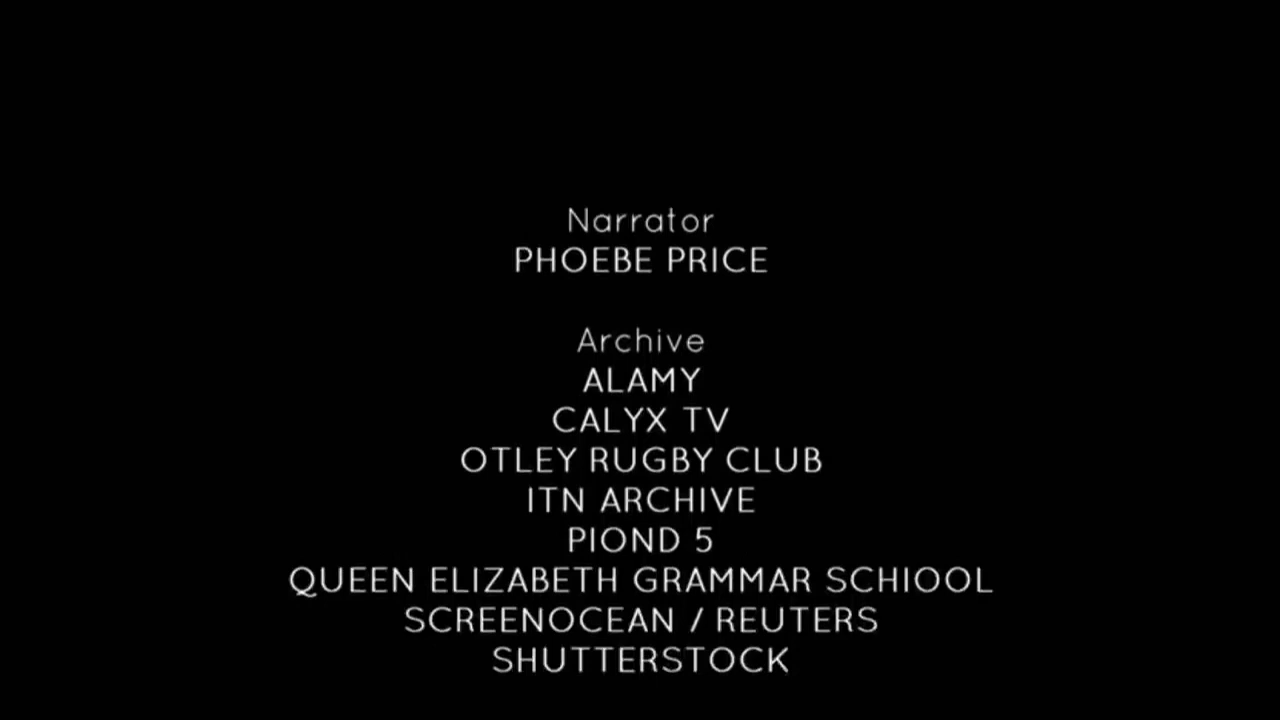 Narrator
PHOEBE PRICE
Archive
ALAMY
CALYX TV
OTLEY RUGBY CLUB
ITN ARCHIVE
PIOND 5
QUEEN ELIZABETH GRAMMAR SCHIOOL
SCREENOCEAN / REUTERS
SHUTTERSTOCK